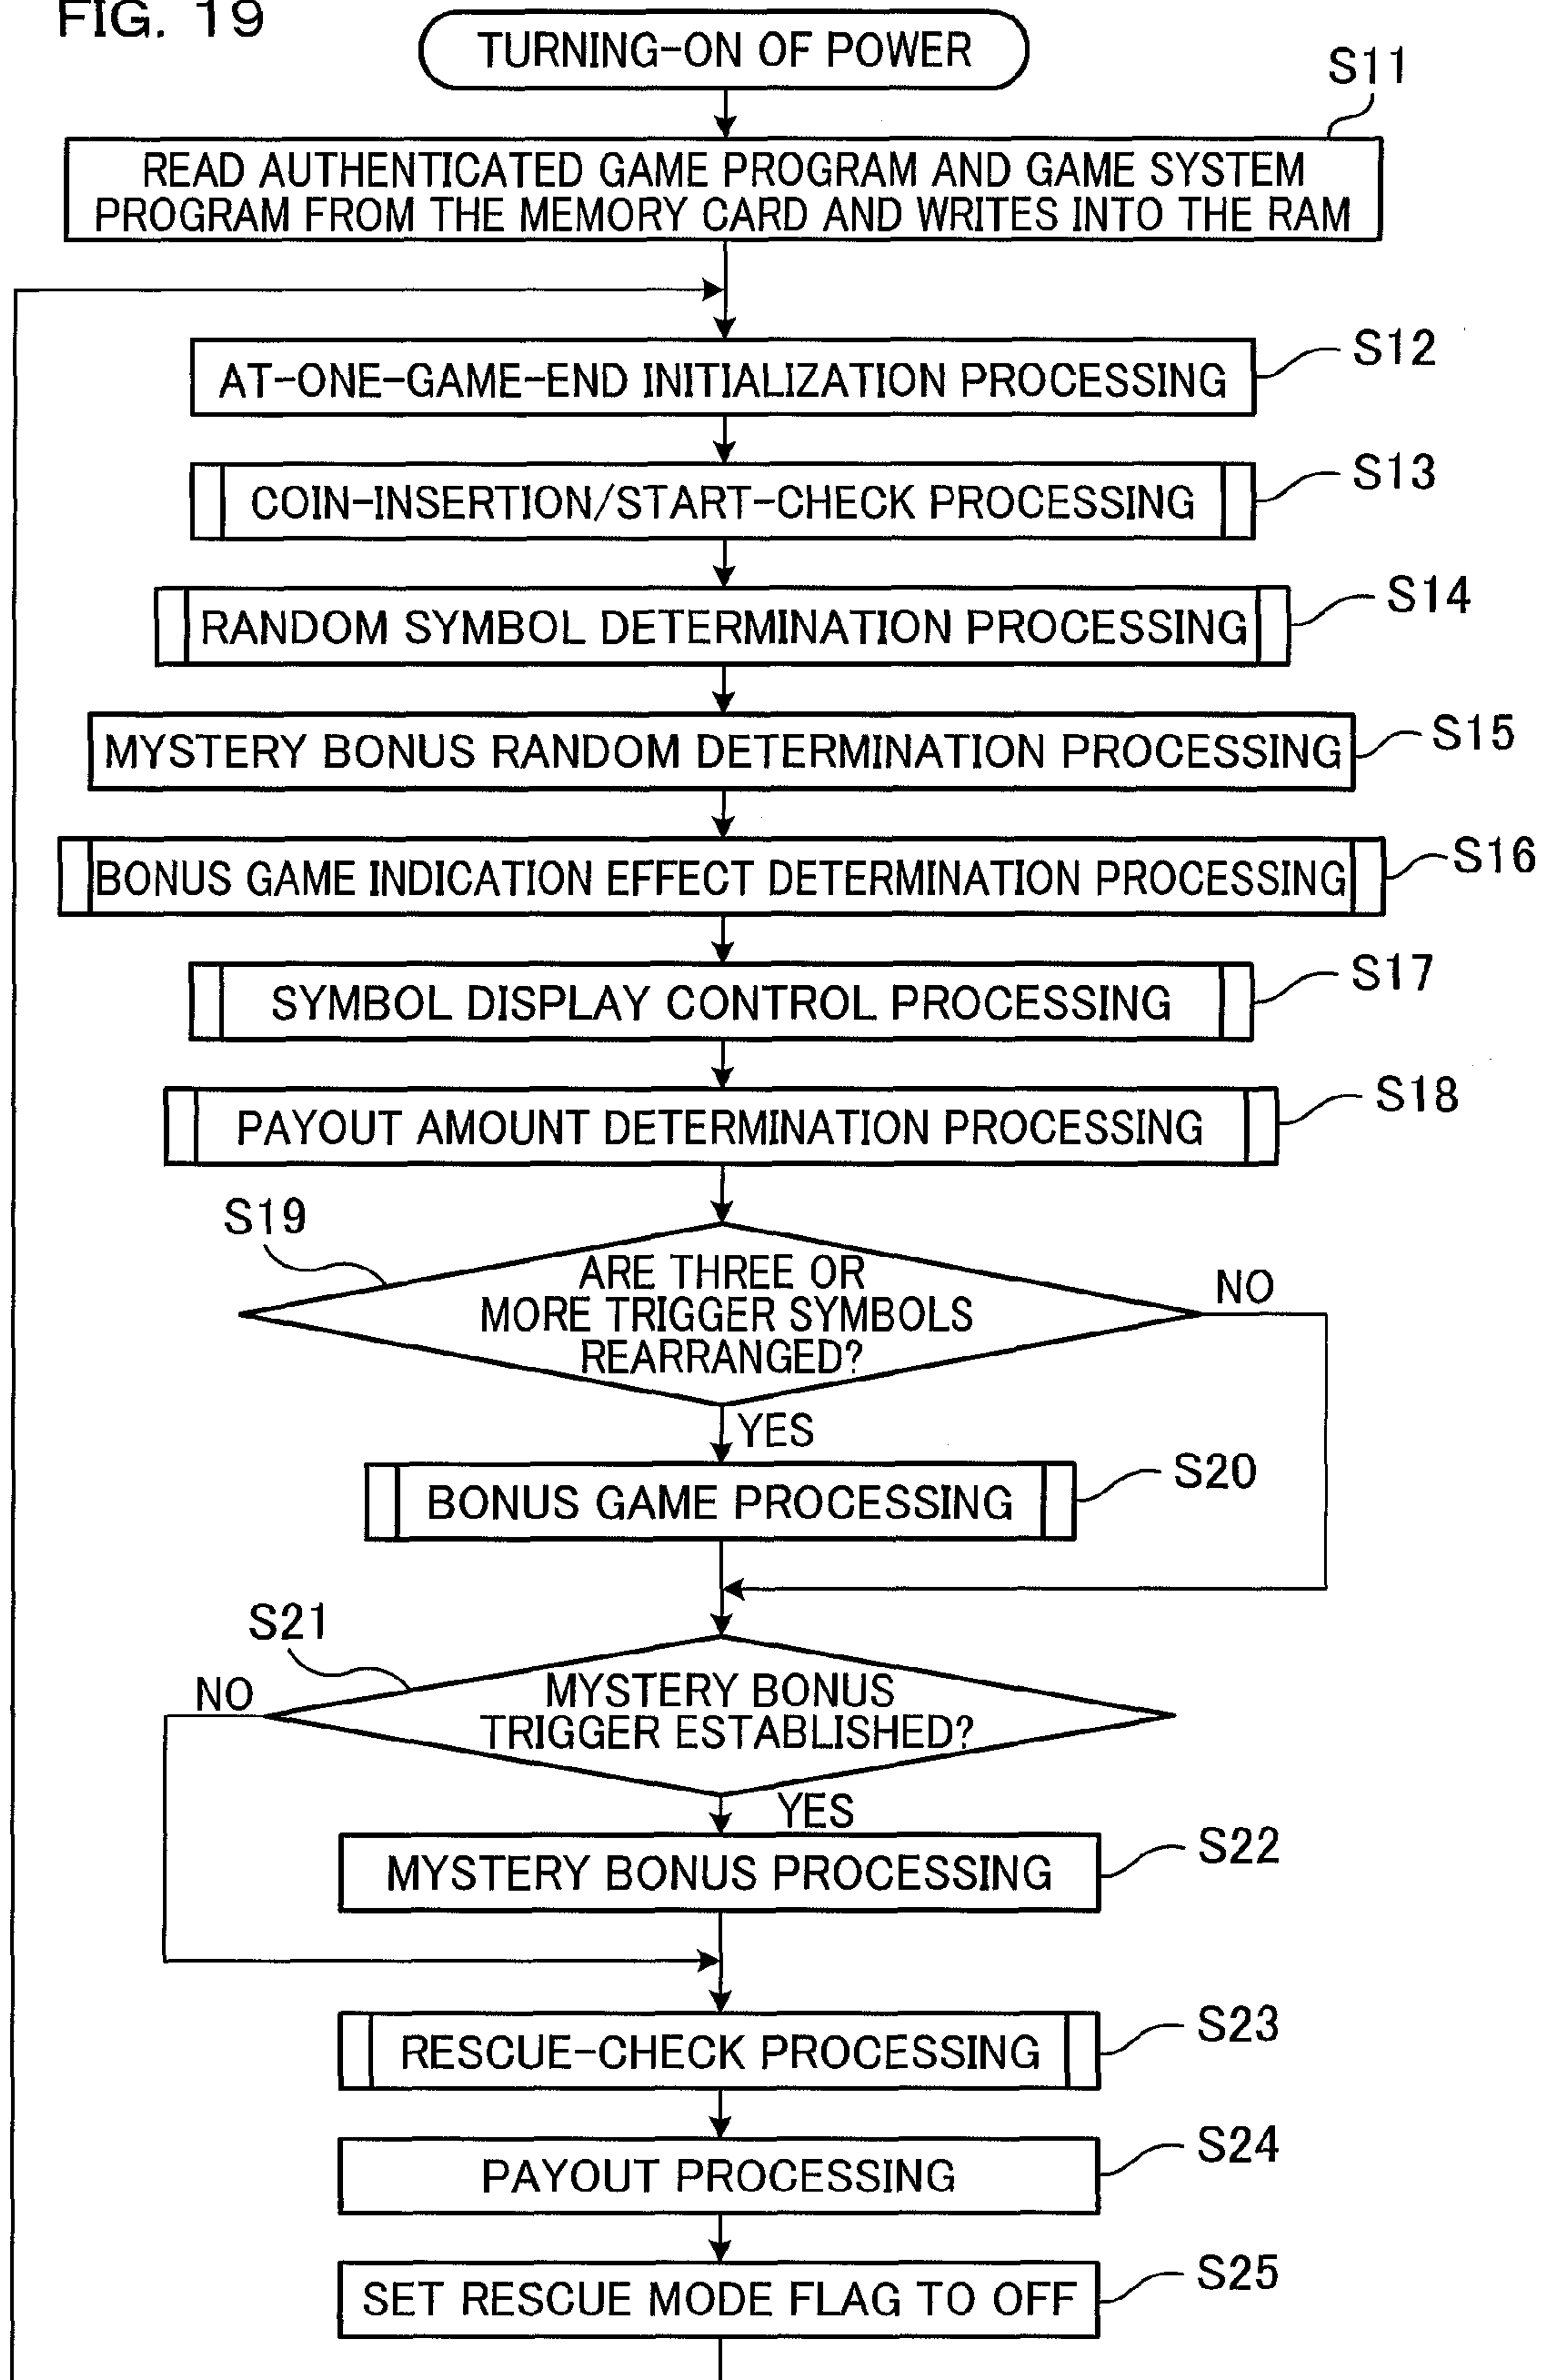 FIG. 19
TURNING-ON OF POWER
S11
READ AUTHENTICATED GAME PROGRAM AND GAME SYSTEM
PROGRAM FROM THE MEMORY CARD AND WRITES INTO THE RAM
S12
AT-ONE-GAME-END INITIALIZATION PROCESSING
S13
COIN-INSERTION/START-CHECK PROCESSING
S14
RANDOM SYMBOL DETERMINATION PROCESSING
S15
MYSTERY BONUS RANDOM DETERMINATION PROCESSING
S16
BONUS GAME INDICATION EFFECT DETERMINATION PROCESSING
S17
SYMBOL DISPLAY CONTROL PROCESSING
S18
PAYOUT AMOUNT DETERMINATION PROCESSING
S19
ARE THREE OR
MORE TRIGGER SYMBOLS
REARRANGED?
NO
YES
S20
BONUS GAME PROCESSING
S21
NO
MYSTERY BONUS
TRIGGER ESTABLISHED?
YES
S22
MYSTERY BONUS PROCESSING
S23
RESCUE-CHECK PROCESSING
S24
PAYOUT PROCESSING
S25
SET RESCUE MODE FLAG TO OFF